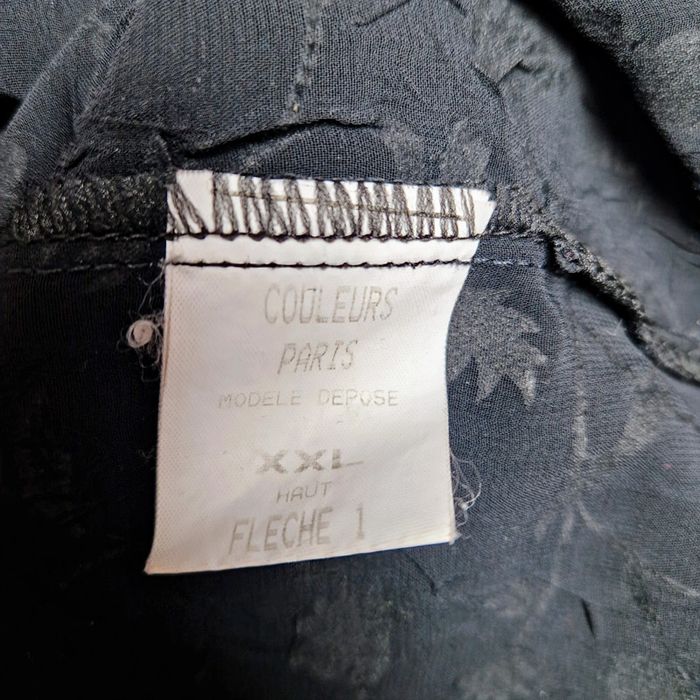 COULEURS
PARIS
MODELE DEPOSE
XXL
HAUT
FLECHE 1